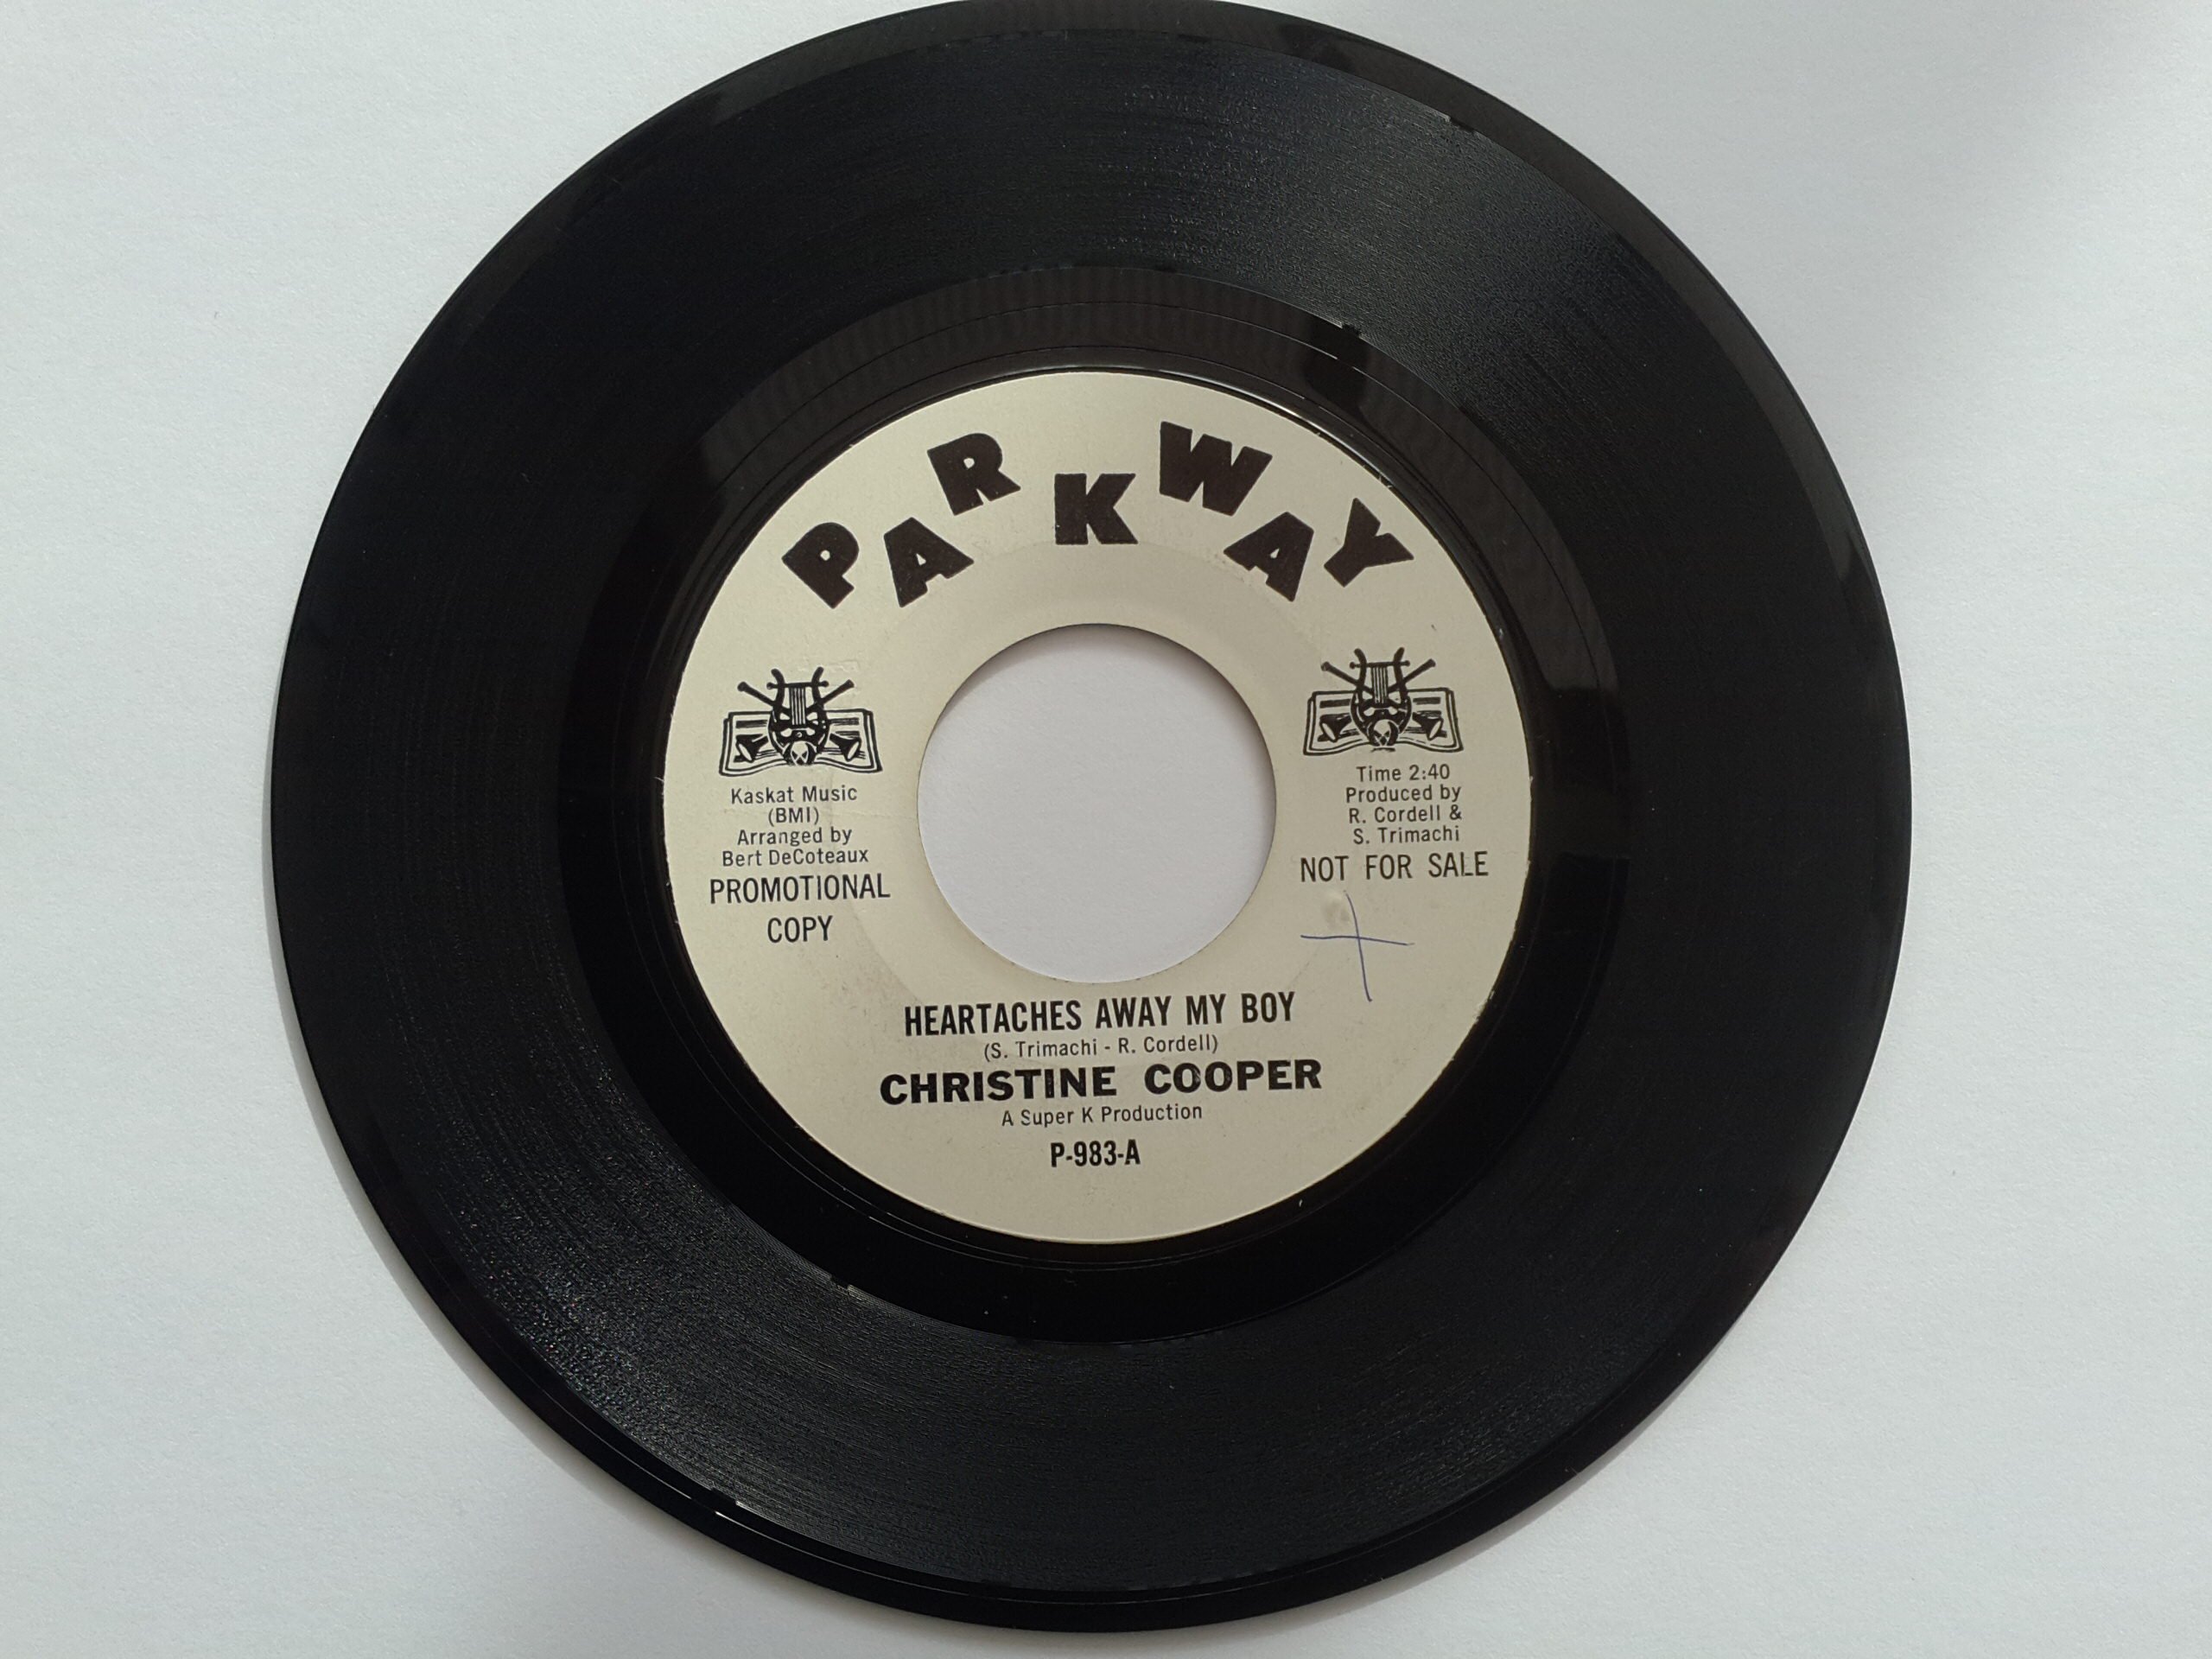 PARKWAY
Kaskat Music
(BMI)
Arranged by
Bert DeCoteaux
PROMOTIONAL
COPY
Time 2:40
Produced by
R. Cordell &
S. Trimachi
NOT FOR SALE
HEARTACHES AWAY MY BOY
(S. Trimachi - R. Cordell)
CHRISTINE COOPER
A Super K Production
P-983-A